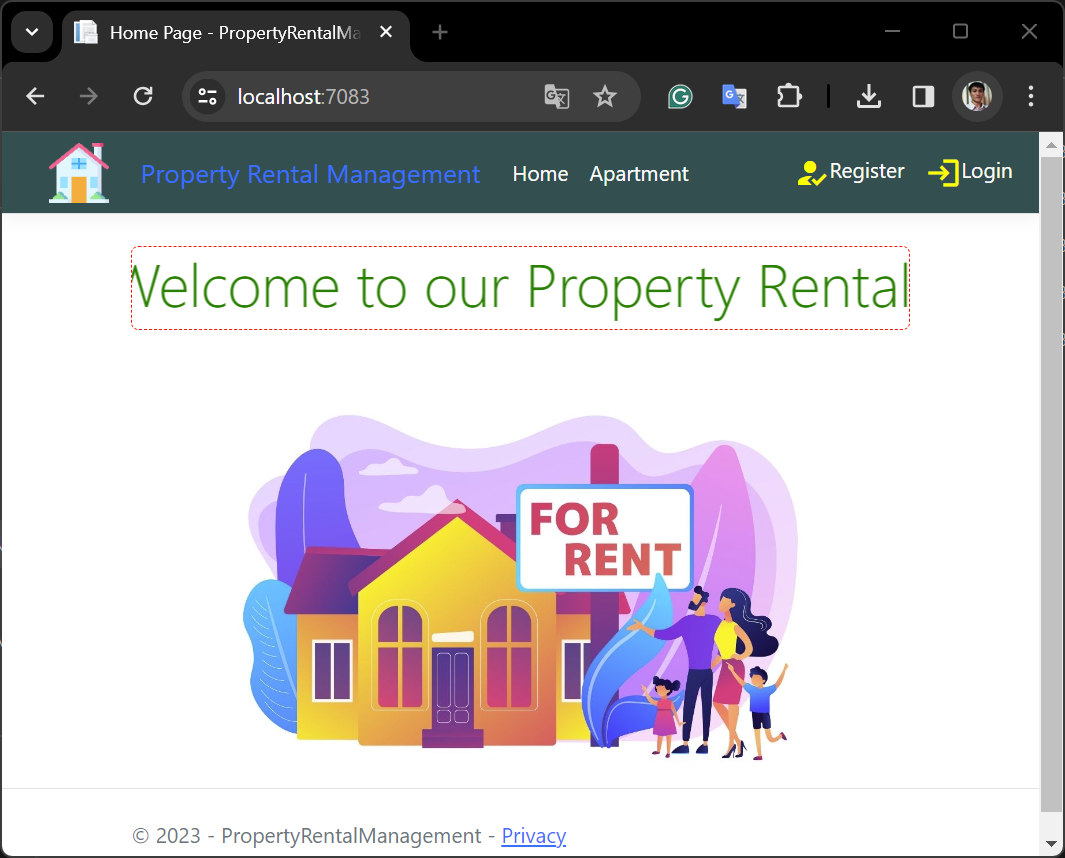 Home Page - PropertyRentalMa
localhost:7083
Property Rental Management
Home
Apartment
Register
Login
Welcome to our Property Rental
FOR
RENT
© 2023 - PropertyRentalManagement - Privacy